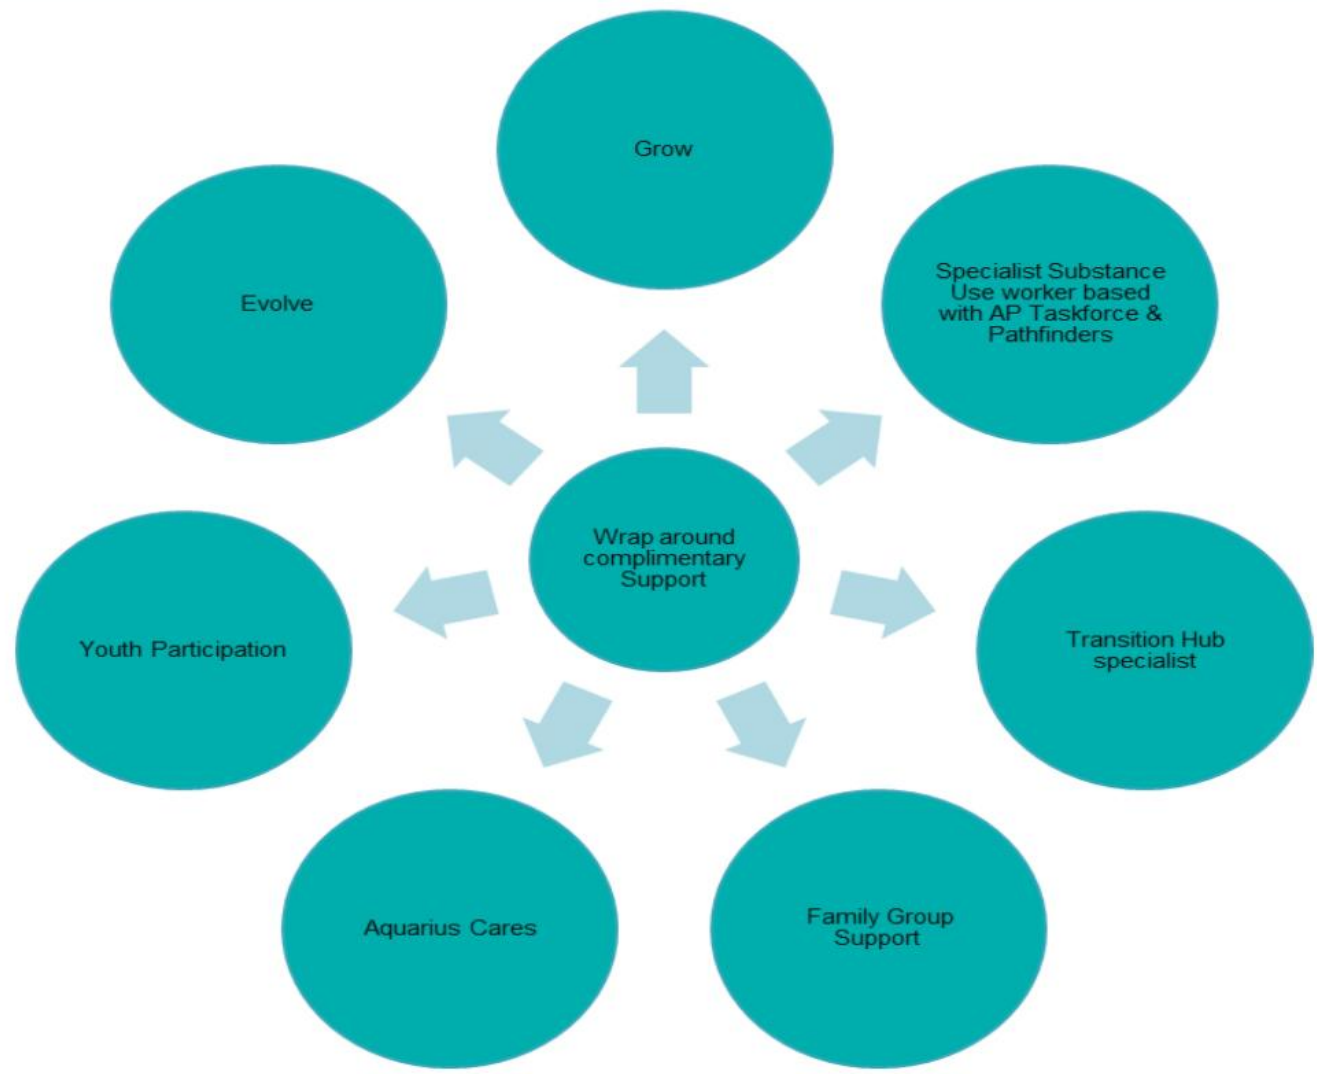 Grow
Evolve
Specialist Substance
Use worker based
with AP Taskforce &
Pathfinders
Wrap around
complimentary
Support
Youth Participation
Transition Hub
specialist
Aquarius Cares
Family Group
Support